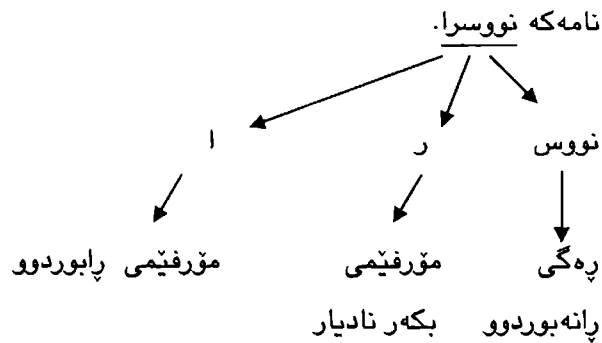 نامەکە نووسرا.
نووس ر ا
ڕەگی مۆرفێمی مۆرفێمی ڕابوردوو
ڕانەبوردوو بکەر نادیار